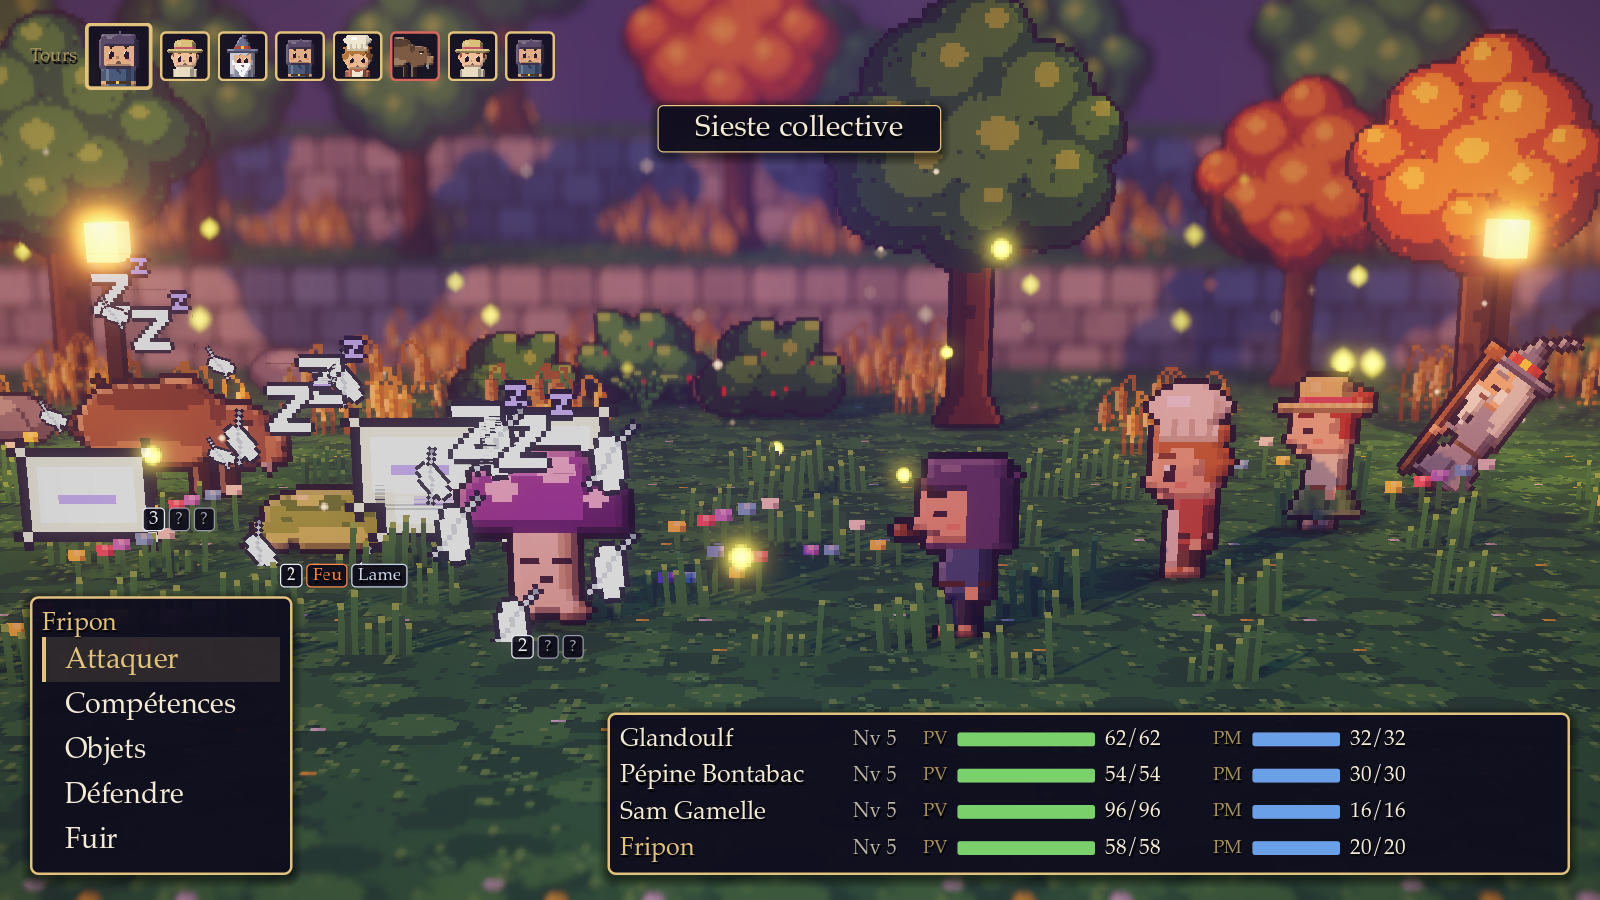 Tours
Sieste collective
Z z
Z z
Z Z z
Z Z z z
3 ? ?
2 Feu Lame
2 ? ?
Fripon
Attaquer
Compétences
Objets
Défendre
Fuir
Glandoulf Nv 5 PV 62/62 PM 32/32
Pépine Bontabac Nv 5 PV 54/54 PM 30/30
Sam Gamelle Nv 5 PV 96/96 PM 16/16
Fripon Nv 5 PV 58/58 PM 20/20